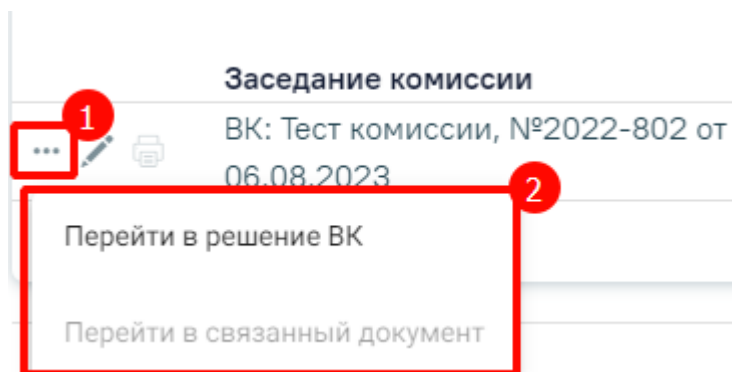 Заседание комиссии
1
ВК: Тест комиссии, №2022-802 от
06.08.2023
2
Перейти в решение ВК
Перейти в связанный документ